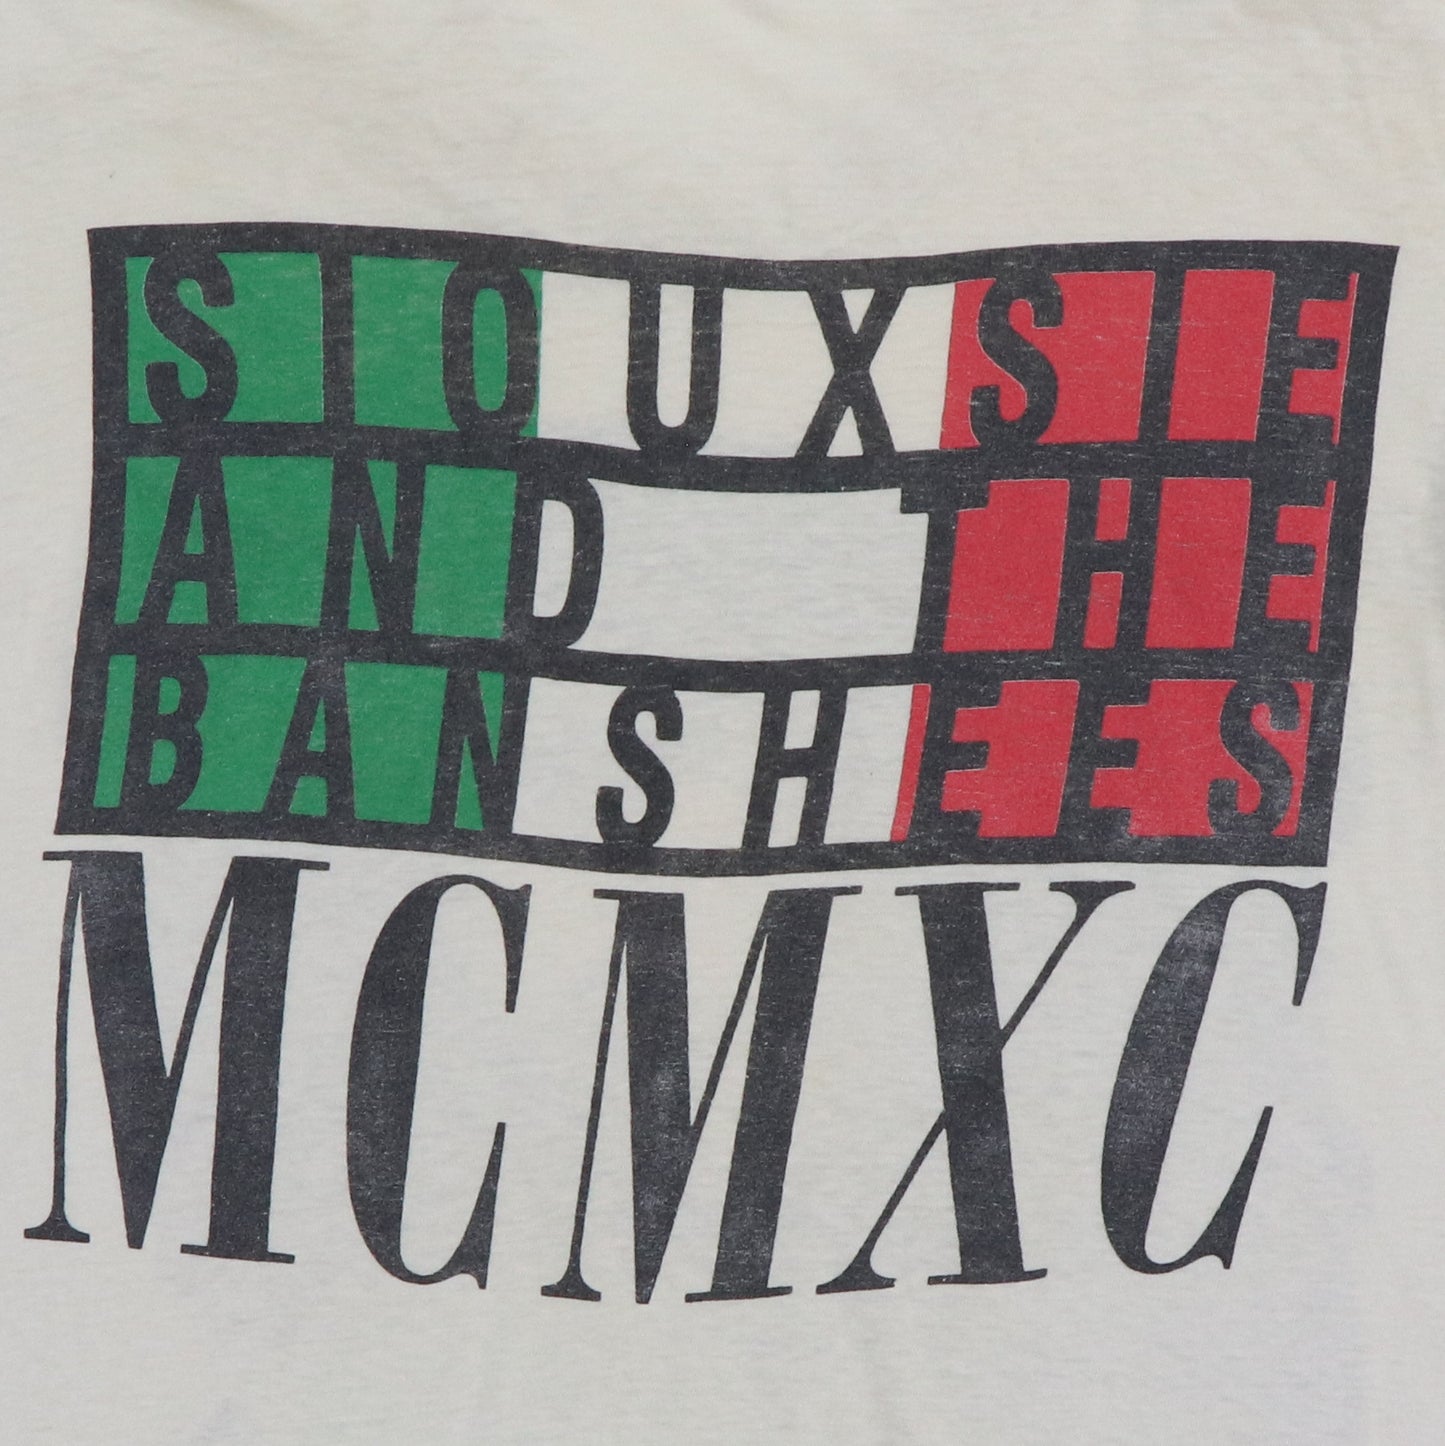 SIOUXSIE
AND THE
BANSHEES
MCMXC